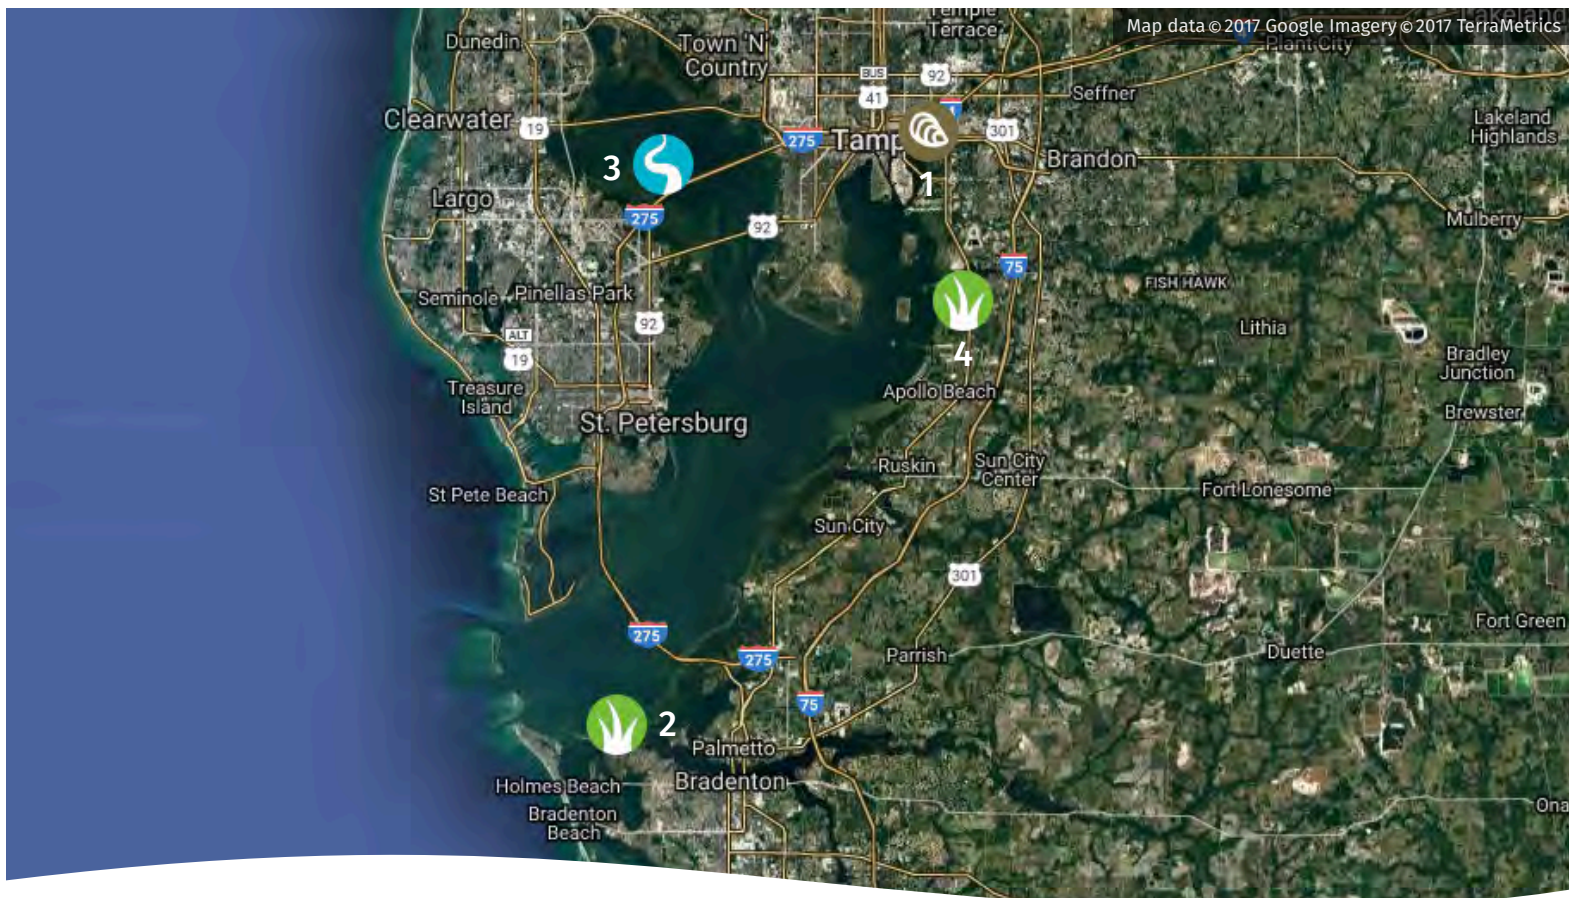 Map data © 2017 Google Imagery © 2017 TerraMetrics
Temple
Terrace
Lakeland
Dunedin
Town 'N'
Country
Plant City
BUS
92
41
Seffner
Clearwater
19
275
Tamp
1
301
Brandon
Lakeland
Highlands
3
275
Largo
92
Mulberry
75
Seminole
Pinellas Park
FISH HAWK
92
4
Lithia
ALT
19
Bradley
Junction
Treasure
Island
Apollo Beach
Brewster
St. Petersburg
Ruskin
Sun City
Center
St Pete Beach
Fort Lonesome
Sun City
301
Fort Green
275
275
Parrish
Duette
75
2
Palmetto
Holmes Beach
Bradenton
Bradenton
Beach
Ona